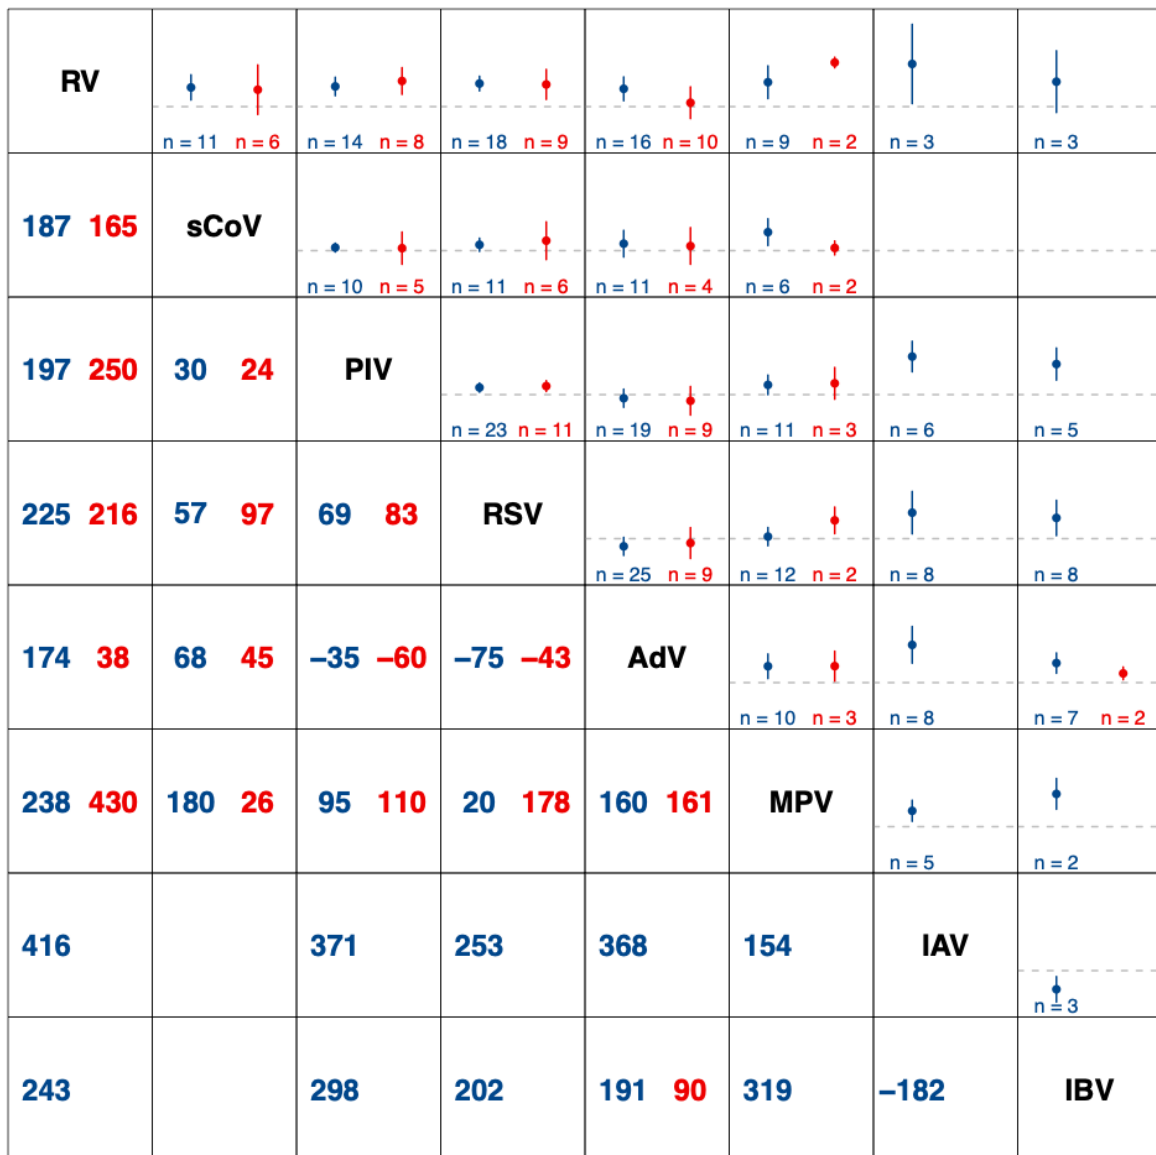 RV
n = 11 n = 6 n = 14 n = 8 n = 18 n = 9 n = 16 n = 10 n = 9 n = 2 n = 3 n = 3
187 165 sCoV
n = 10 n = 5 n = 11 n = 6 n = 11 n = 4 n = 6 n = 2
197 250 30 24 PIV
n = 23 n = 11 n = 19 n = 9 n = 11 n = 3 n = 6 n = 5
225 216 57 97 69 83 RSV
n = 25 n = 9 n = 12 n = 2 n = 8 n = 8
174 38 68 45 −35 −60 −75 −43 AdV
n = 10 n = 3 n = 8 n = 7 n = 2
238 430 180 26 95 110 20 178 160 161 MPV
n = 5 n = 2
416 371 253 368 154 IAV
n = 3
243 298 202 191 90 319 −182 IBV